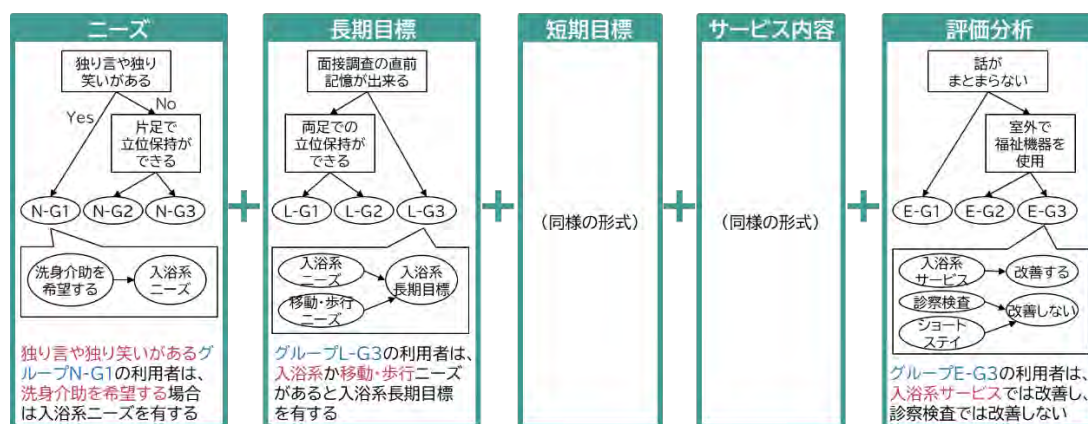 ニーズ
独り言や独り
笑いがある
Yes
No
片足で
立位保持が
できる
N-G1
N-G2
N-G3
洗身介助を
希望する
入浴系
ニーズ
独り言や独り笑いがあるグ
ループN-G1の利用者は、
洗身介助を希望する場合
は入浴系ニーズを有する
+
長期目標
面接調査の直前
記憶が出来る
両足での
立位保持が
できる
L-G1
L-G2
L-G3
入浴系
ニーズ
移動・歩行
ニーズ
入浴系
長期目標
グループL-G3の利用者は、
入浴系か移動・歩行ニーズ
があると入浴系長期目標
を有する
+
短期目標
(同様の形式)
+
サービス内容
(同様の形式)
+
評価分析
話が
まとまらない
室外で
福祉機器を
使用
E-G1
E-G2
E-G3
入浴系
サービス
改善する
診察検査
改善しない
ショート
ステイ
グループE-G3の利用者は、
入浴系サービスでは改善し、
診察検査では改善しない